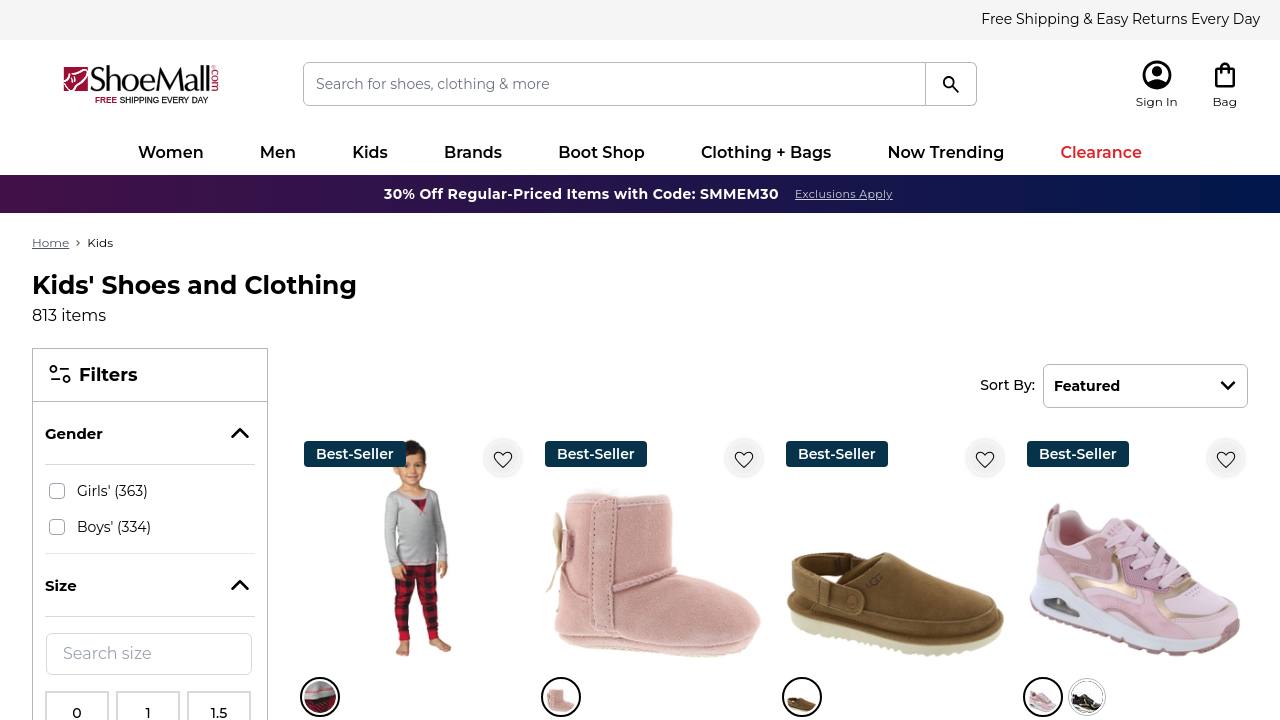 Free Shipping & Easy Returns Every Day
ShoeMall.com
FREE SHIPPING EVERY DAY
Search for shoes, clothing & more
Sign In
Bag
Women
Men
Kids
Brands
Boot Shop
Clothing + Bags
Now Trending
Clearance
30% Off Regular-Priced Items with Code: SMMEM30
Exclusions Apply
Home > Kids
Kids' Shoes and Clothing
813 items
Filters
Sort By:
Featured
Gender
Girls' (363)
Boys' (334)
Size
Search size
0
1
1.5
Best-Seller
Best-Seller
Best-Seller
UGG
Best-Seller